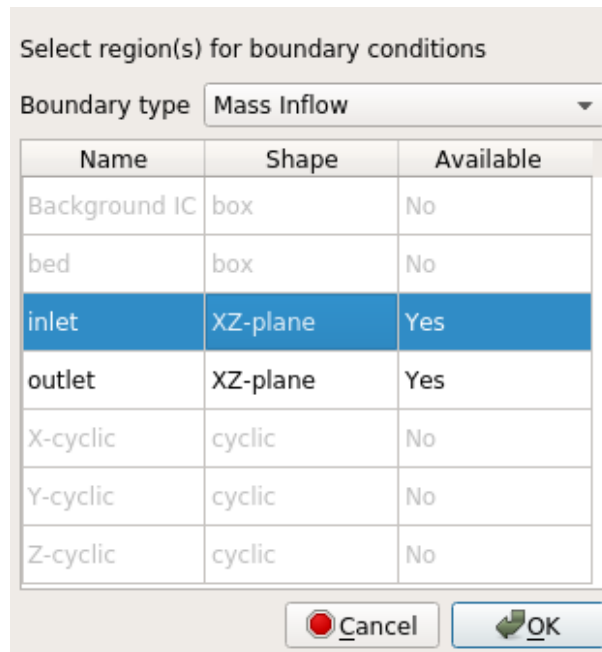 Select region(s) for boundary conditions
Boundary type Mass Inflow
Name Shape Available
Background IC box No
bed box No
inlet XZ-plane Yes
outlet XZ-plane Yes
X-cyclic cyclic No
Y-cyclic cyclic No
Z-cyclic cyclic No
Cancel OK